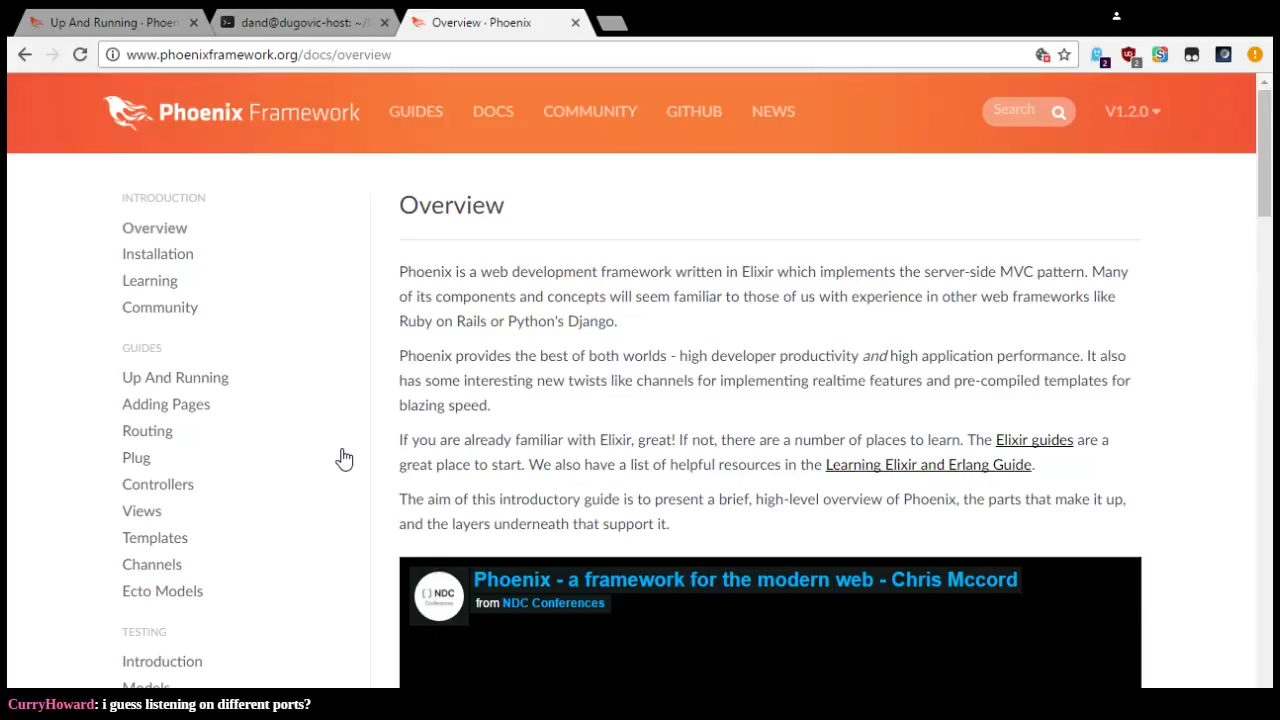 Up And Running · Phoen
dand@dugovic-host: ~/
Overview · Phoenix
www.phoenixframework.org/docs/overview
2
2
Phoenix Framework
GUIDES
DOCS
COMMUNITY
GITHUB
NEWS
Search
V1.2.0
INTRODUCTION
Overview
Installation
Learning
Community
GUIDES
Up And Running
Adding Pages
Routing
Plug
Controllers
Views
Templates
Channels
Ecto Models
TESTING
Introduction
Models
Overview
Phoenix is a web development framework written in Elixir which implements the server-side MVC pattern. Many
of its components and concepts will seem familiar to those of us with experience in other web frameworks like
Ruby on Rails or Python's Django.
Phoenix provides the best of both worlds - high developer productivity and high application performance. It also
has some interesting new twists like channels for implementing realtime features and pre-compiled templates for
blazing speed.
If you are already familiar with Elixir, great! If not, there are a number of places to learn. The Elixir guides are a
great place to start. We also have a list of helpful resources in the Learning Elixir and Erlang Guide.
The aim of this introductory guide is to present a brief, high-level overview of Phoenix, the parts that make it up,
and the layers underneath that support it.
( ) NDC
Conferences
Phoenix - a framework for the modern web - Chris Mccord
from NDC Conferences
CurryHoward: i guess listening on different ports?